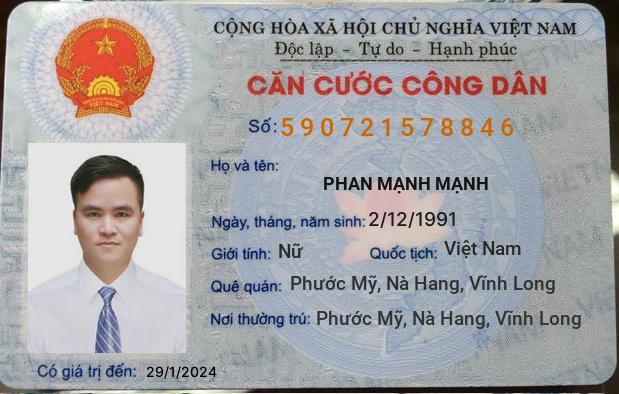 CỘNG HÒA XÃ HỘI CHỦ NGHĨA VIỆT NAM
Độc lập - Tự do - Hạnh phúc
CĂN CƯỚC CÔNG DÂN
Số: 590721578846
Họ và tên:
PHAN MẠNH MẠNH
Ngày, tháng, năm sinh: 2/12/1991
Giới tính: Nữ Quốc tịch: Việt Nam
Quê quán: Phước Mỹ, Nà Hang, Vĩnh Long
Nơi thường trú: Phước Mỹ, Nà Hang, Vĩnh Long
Có giá trị đến: 29/1/2024
VIỆT NAM